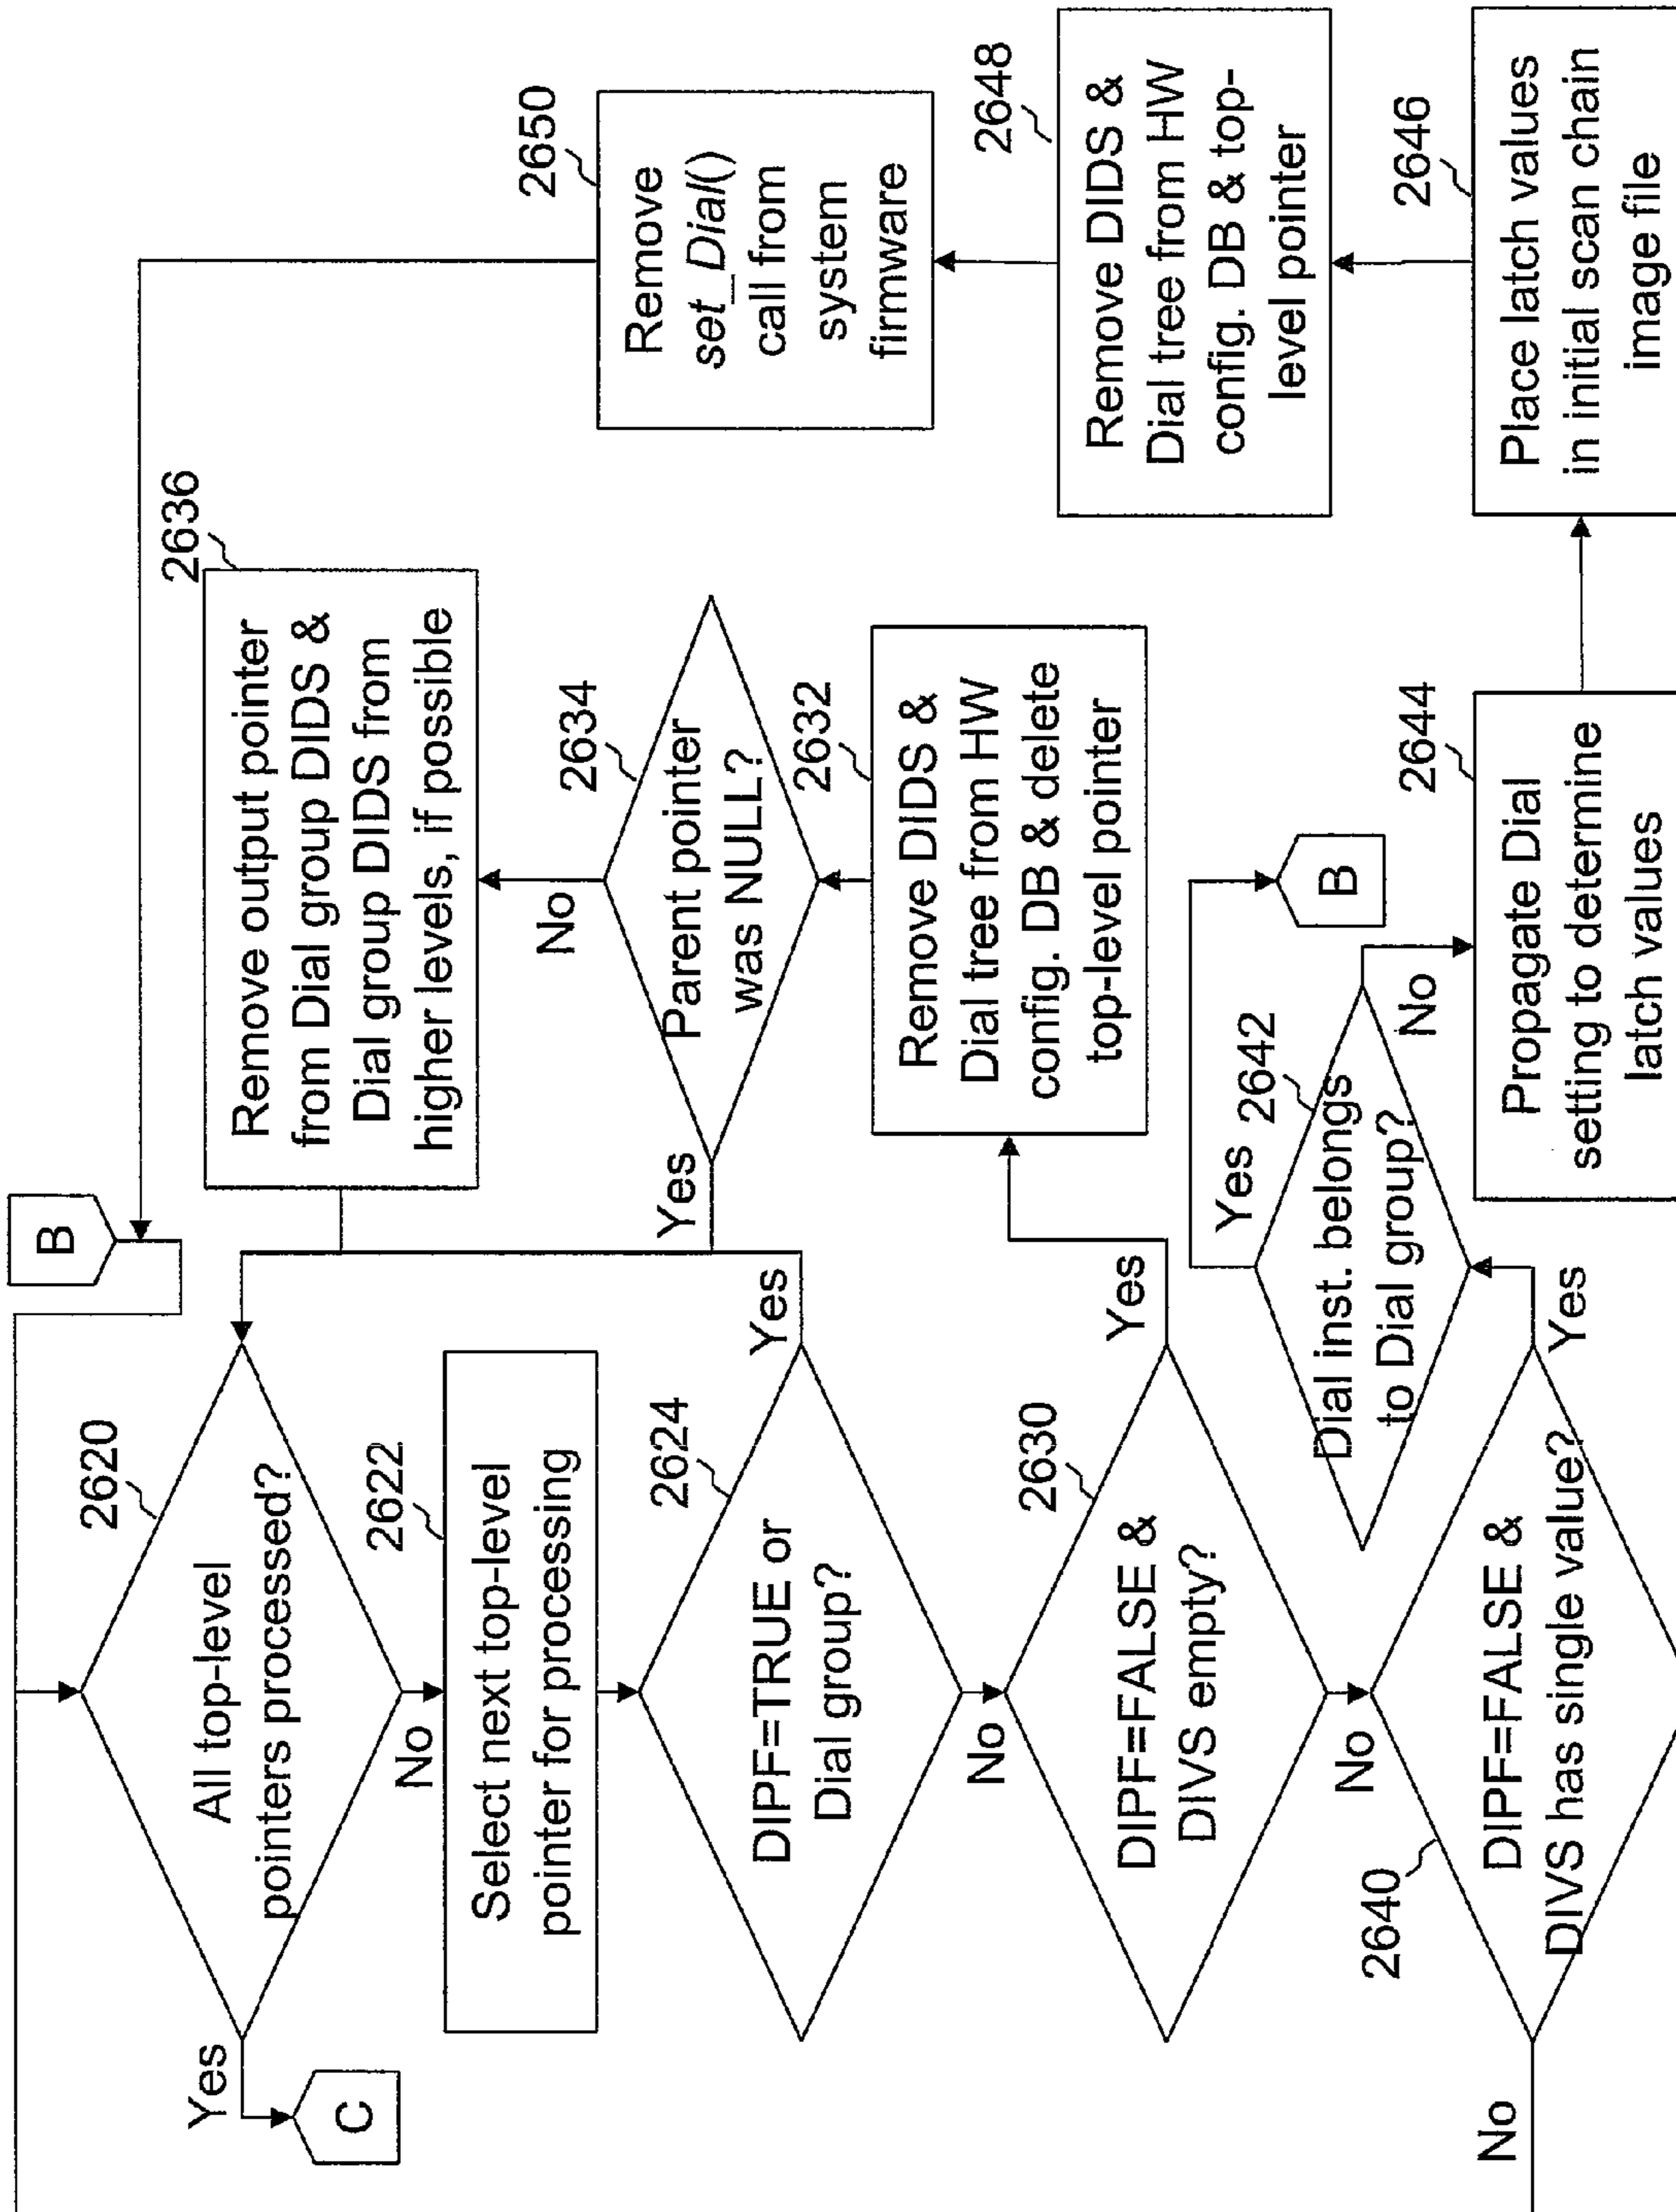 B
2620
All top-level
pointers processed?
Yes
C
No
2622
Select next top-level
pointer for processing
2624
DIPF=TRUE or
Dial group?
Yes
No
2630
DIPF=FALSE &
DIVS empty?
Yes
No
2640
DIPF=FALSE &
DIVS has single value?
Yes
No
2636
Remove output pointer
from Dial group DIDS &
Dial group DIDS from
higher levels, if possible
No
2634
Parent pointer
was NULL?
Yes
2632
Remove DIDS &
Dial tree from HW
config. DB & delete
top-level pointer
2642
Dial inst. belongs
to Dial group?
Yes
B
No
2644
Propagate Dial
setting to determine
latch values
2646
Place latch values
in initial scan chain
image file
2648
Remove DIDS &
Dial tree from HW
config. DB & top-
level pointer
2650
Remove
set_Dial()
call from
system
firmware